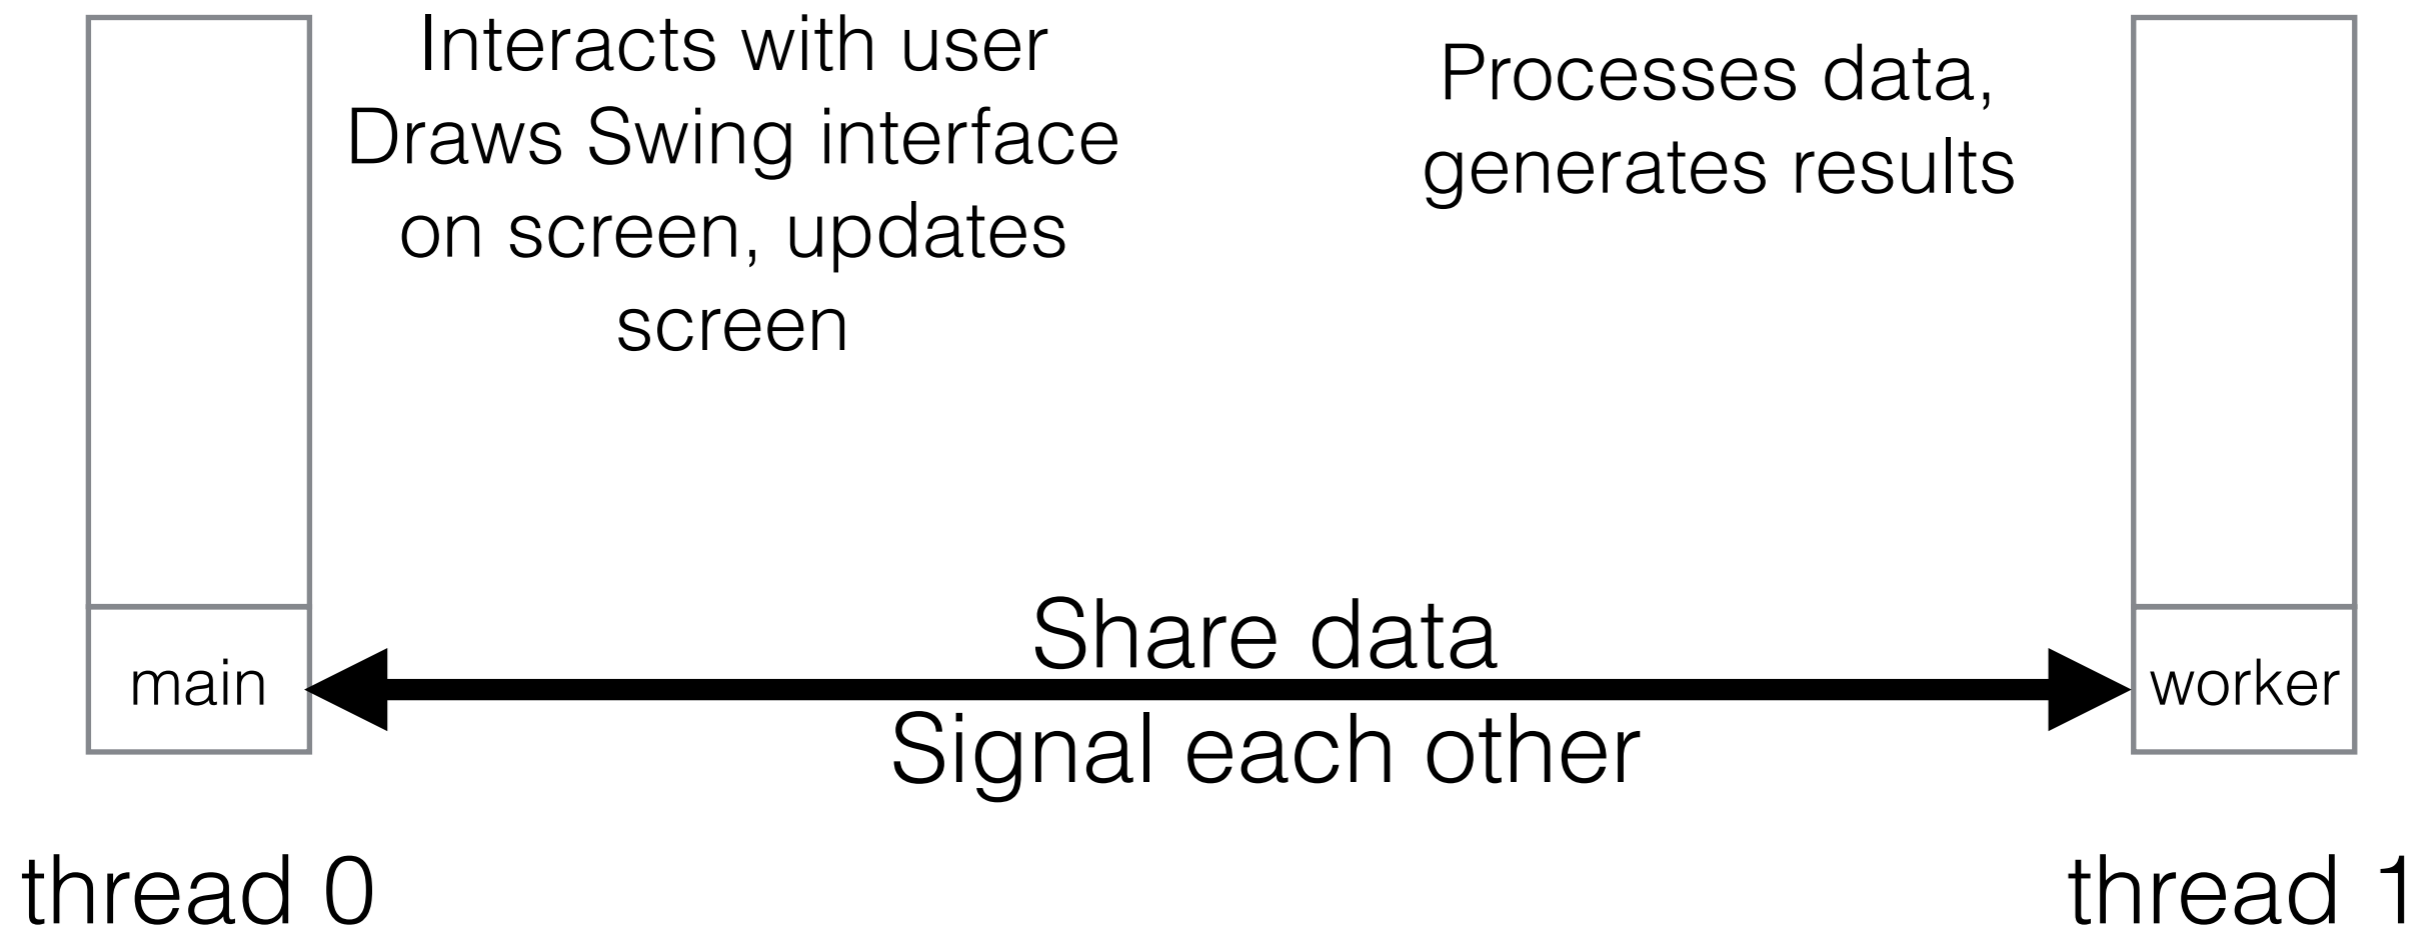 Interacts with user
Draws Swing interface
on screen, updates
screen
Processes data,
generates results
Share data
main
worker
Signal each other
thread 0
thread 1